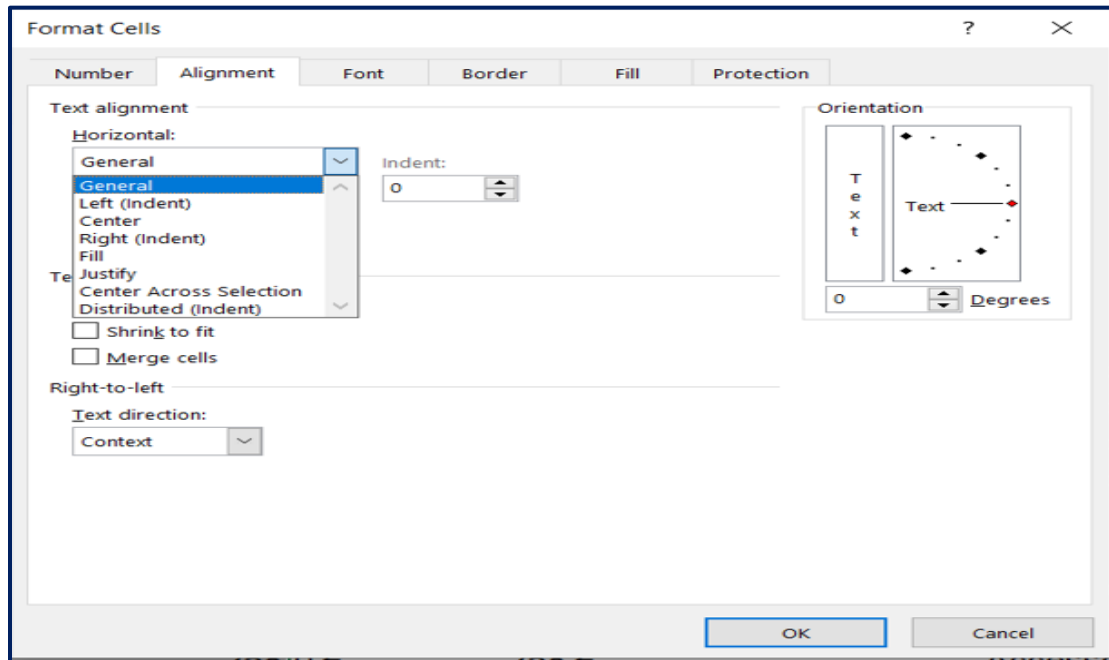 Format Cells ? ×
Number Alignment Font Border Fill Protection
Text alignment
Horizontal:
General
Indent:
0
General
Left (Indent)
Center
Right (Indent)
Fill
Justify
Center Across Selection
Distributed (Indent)
Te
Shrink to fit
Merge cells
Right-to-left
Text direction:
Context
Orientation
Text
Text
0 Degrees
OK Cancel